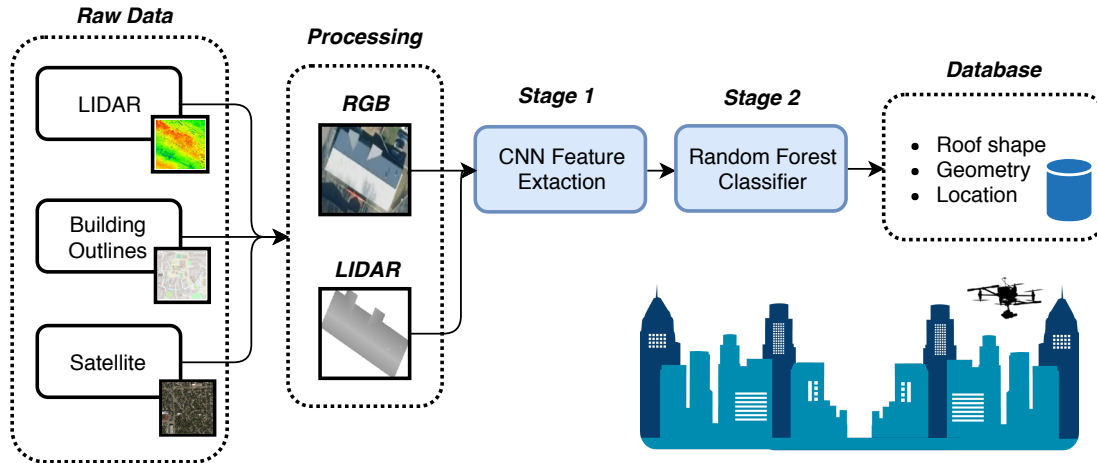 Raw Data
LIDAR
Building
Outlines
Satellite
Processing
RGB
LIDAR
Stage 1
CNN Feature
Extaction
Stage 2
Random Forest
Classifier
Database
• Roof shape
• Geometry
• Location